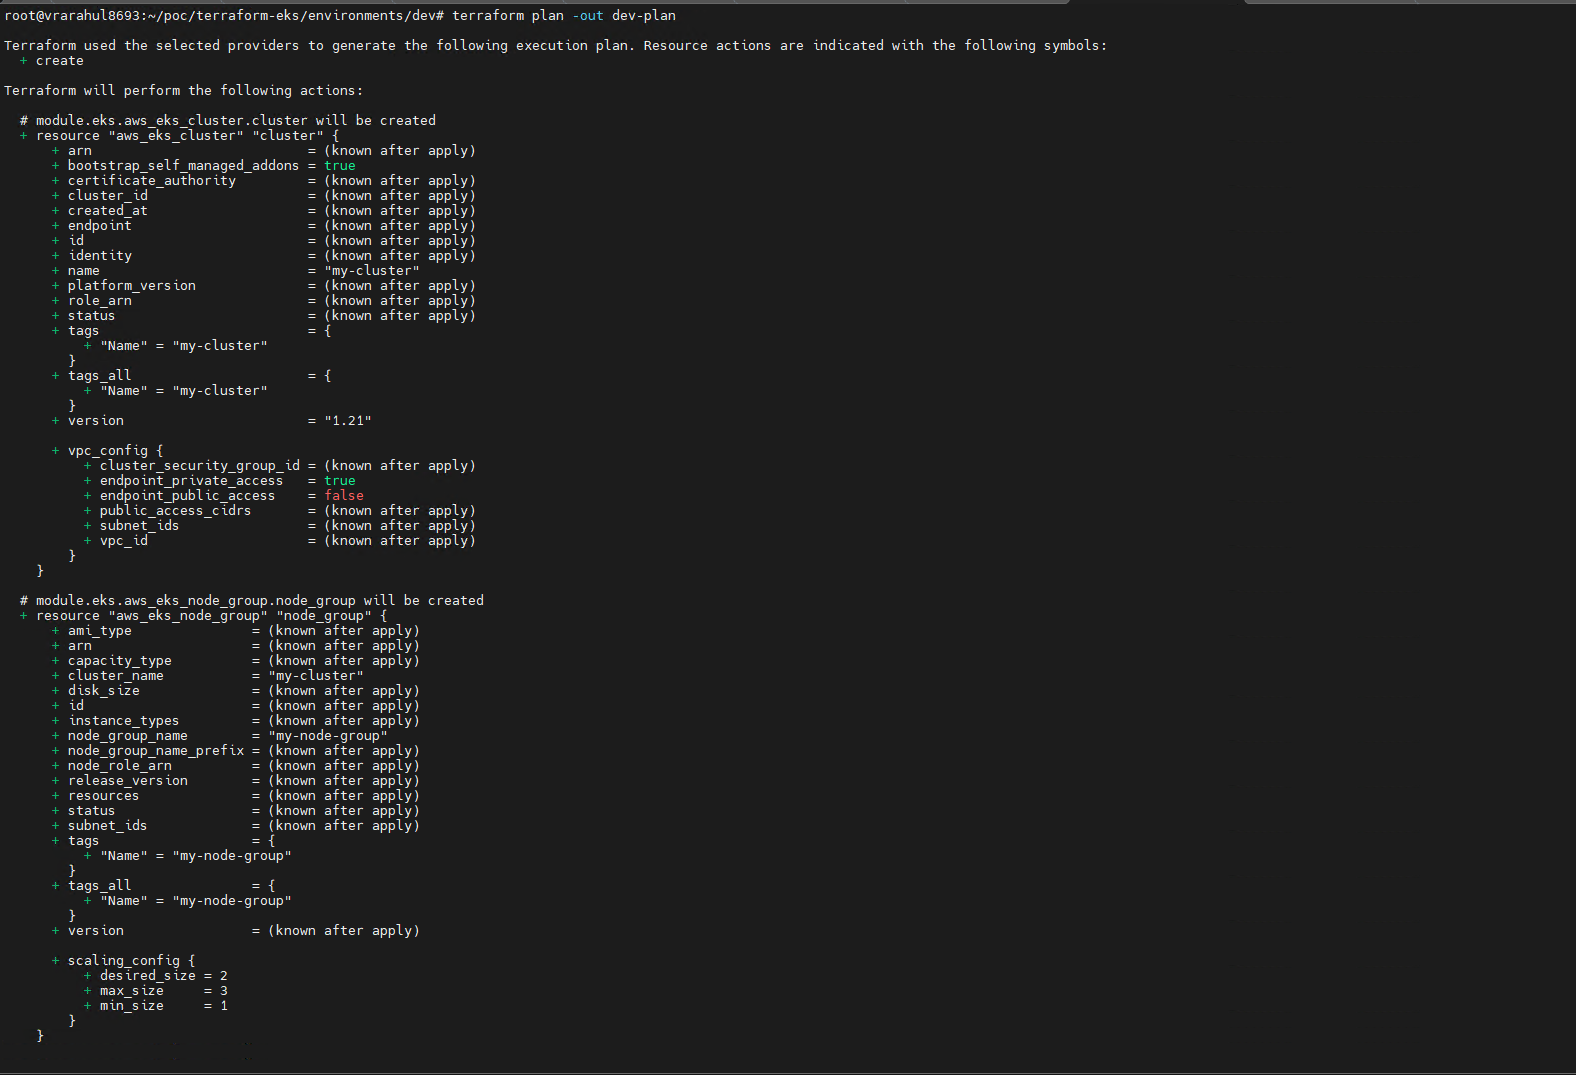 root@vrarahul8693:~/poc/terraform-eks/environments/dev# terraform plan -out dev-plan

Terraform used the selected providers to generate the following execution plan. Resource actions are indicated with the following symbols:
  + create

Terraform will perform the following actions:

  # module.eks.aws_eks_cluster.cluster will be created
  + resource "aws_eks_cluster" "cluster" {
      + arn                           = (known after apply)
      + bootstrap_self_managed_addons = true
      + certificate_authority         = (known after apply)
      + cluster_id                    = (known after apply)
      + created_at                    = (known after apply)
      + endpoint                      = (known after apply)
      + id                            = (known after apply)
      + identity                      = (known after apply)
      + name                          = "my-cluster"
      + platform_version              = (known after apply)
      + role_arn                      = (known after apply)
      + status                        = (known after apply)
      + tags                          = {
          + "Name" = "my-cluster"
        }
      + tags_all                      = {
          + "Name" = "my-cluster"
        }
      + version                       = "1.21"

      + vpc_config {
          + cluster_security_group_id = (known after apply)
          + endpoint_private_access   = true
          + endpoint_public_access    = false
          + public_access_cidrs       = (known after apply)
          + subnet_ids                = (known after apply)
          + vpc_id                    = (known after apply)
        }
    }

  # module.eks.aws_eks_node_group.node_group will be created
  + resource "aws_eks_node_group" "node_group" {
      + ami_type               = (known after apply)
      + arn                    = (known after apply)
      + capacity_type          = (known after apply)
      + cluster_name           = "my-cluster"
      + disk_size              = (known after apply)
      + id                     = (known after apply)
      + instance_types         = (known after apply)
      + node_group_name        = "my-node-group"
      + node_group_name_prefix = (known after apply)
      + node_role_arn          = (known after apply)
      + release_version        = (known after apply)
      + resources              = (known after apply)
      + status                 = (known after apply)
      + subnet_ids             = (known after apply)
      + tags                   = {
          + "Name" = "my-node-group"
        }
      + tags_all               = {
          + "Name" = "my-node-group"
        }
      + version                = (known after apply)

      + scaling_config {
          + desired_size = 2
          + max_size     = 3
          + min_size     = 1
        }
    }